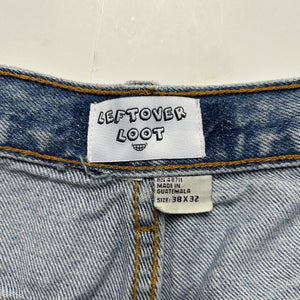 LEFTOVER
LOOT
MADE IN
GUATEMALA
SIZE: 38 X 32